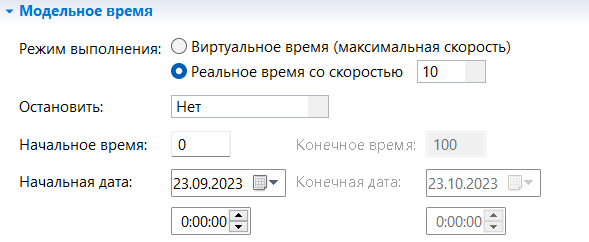 Модельное время
Режим выполнения: Виртуальное время (максимальная скорость)
Реальное время со скоростью 10
Остановить: Нет
Начальное время: 0 Конечное время: 100
Начальная дата: 23.09.2023 Конечная дата: 23.10.2023
0:00:00 0:00:00